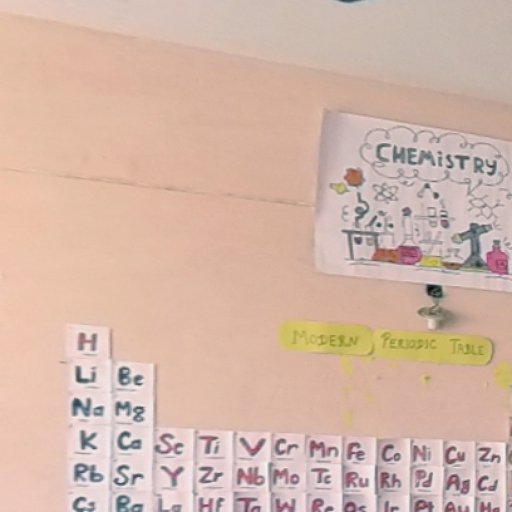 CHEMiSTRY
MODERN PERIODIC TABLE
H
Li Be
Na Mg
K Ca Sc Ti V Cr Mn Fe Co Ni Cu Zn
Rb Sr Y Zr Nb Mo Tc Ru Rh Pd Ag Cd
Cs Ba La Hf Ta W Re Os Ir Pt Au Hg